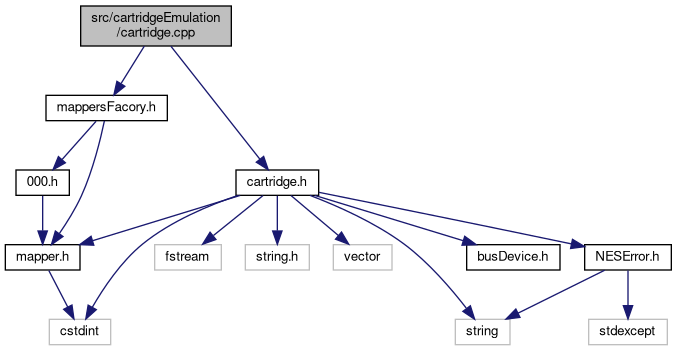 src/cartridgeEmulation
/cartridge.cpp
mappersFacory.h
000.h
cartridge.h
mapper.h
fstream
string.h
vector
busDevice.h
NESError.h
cstdint
string
stdexcept